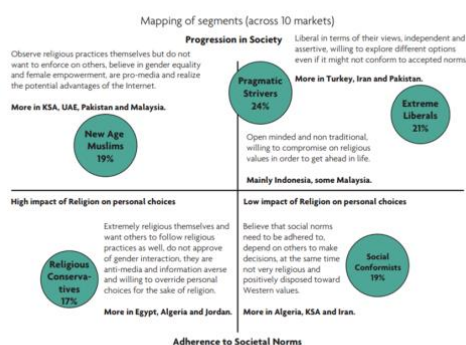 Mapping of segments (across 10 markets)
Progression in Society
Observe religious practices themselves but do not
want to enforce on others, believe in gender equality
and female empowerment, are pro-media and realize
the potential advantages of the Internet.
More in KSA, UAE, Pakistan and Malaysia.
New Age
Muslims
19%
Pragmatic
Strivers
24%
Liberal in terms of their views, independent and
assertive, willing to explore different options
even if it might not conform to accepted norms
More in Turkey, Iran and Pakistan.
Extreme
Liberals
21%
Open minded and non traditional,
willing to compromise on religious
values in order to get ahead in life.
Mainly Indonesia, some Malaysia.
High impact of Religion on personal choices
Low impact of Religion on personal choices
Religious
Conserva-
tives
17%
Extremely religious themselves and
want others to follow religious
practices as well, do not approve
of gender interaction, they are
anti-media and information averse
and willing to override personal
choices for the sake of religion.
More in Egypt, Algeria and Jordan.
Believe that social norms
need to be adhered to,
depend on others to make
decisions, at the same time
not very religious and
positively disposed toward
Western values.
More in Algeria, KSA and Iran.
Social
Conformists
19%
Adherence to Societal Norms